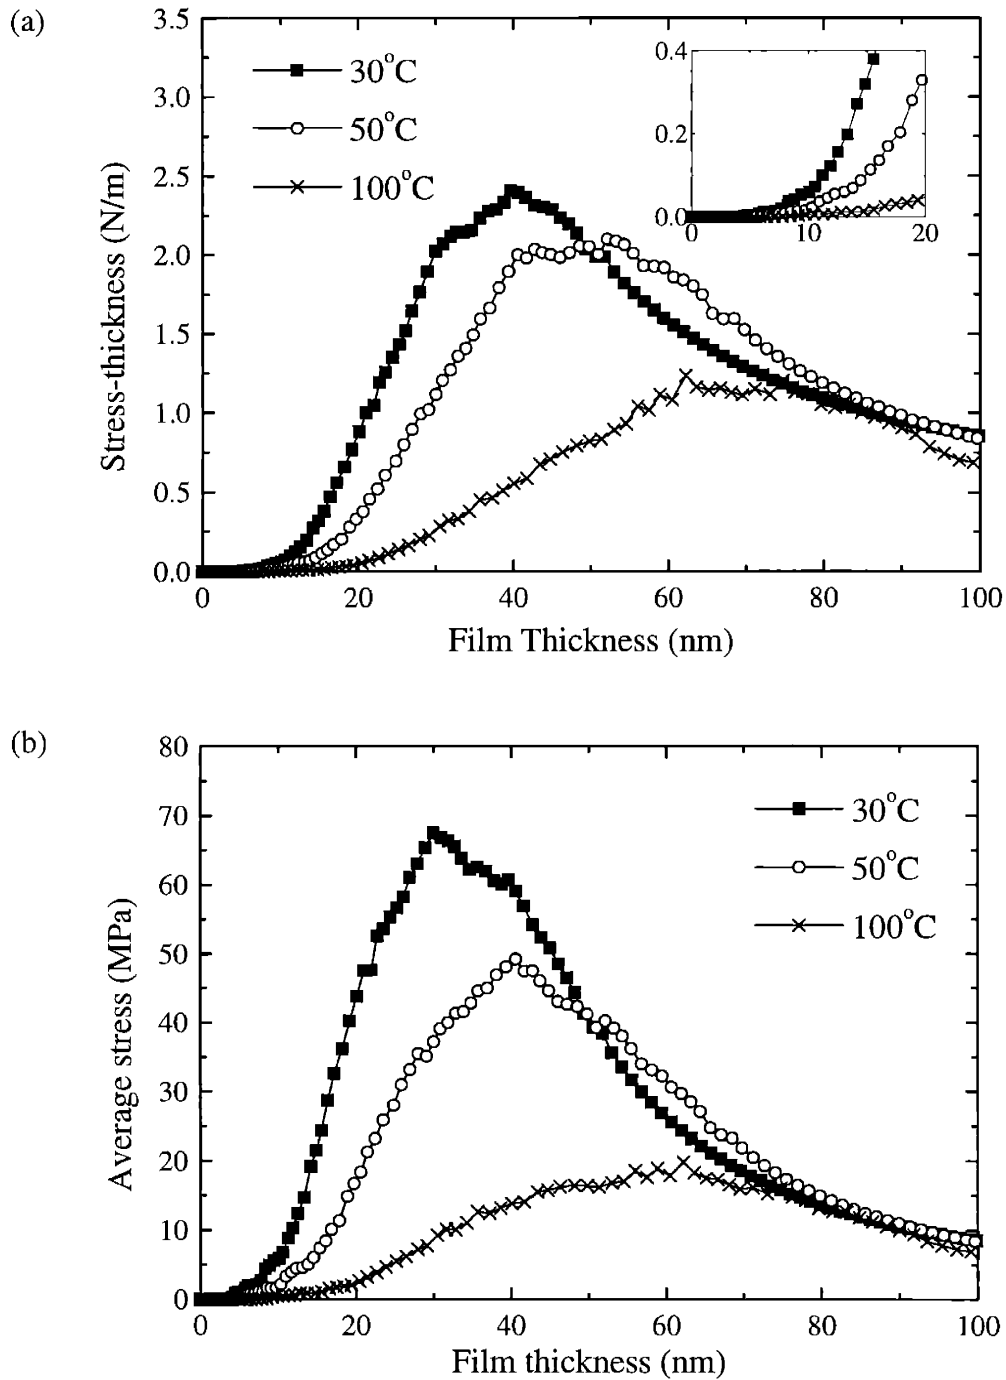 (a)
3.5
3.0
2.5
2.0
1.5
1.0
0.5
0.0
Stress-thickness (N/m)
30°C
50°C
100°C
0.4
0.2
0.0
0 10 20
0 20 40 60 80 100
Film Thickness (nm)
(b)
80
70
60
50
40
30
20
10
0
Average stress (MPa)
30°C
50°C
100°C
0 20 40 60 80 100
Film thickness (nm)